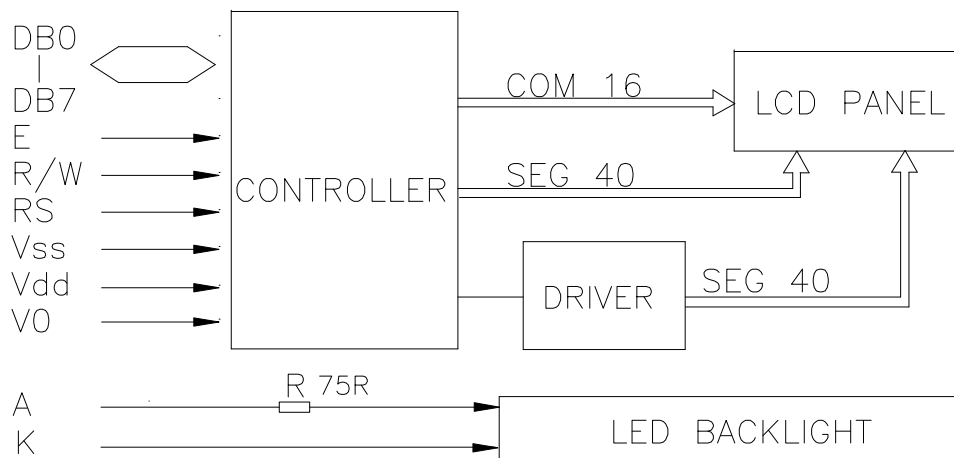 DB0
DB7
E
R/W
RS
Vss
Vdd
V0
CONTROLLER
COM 16
SEG 40
LCD PANEL
DRIVER
SEG 40
A
R 75R
K
LED BACKLIGHT